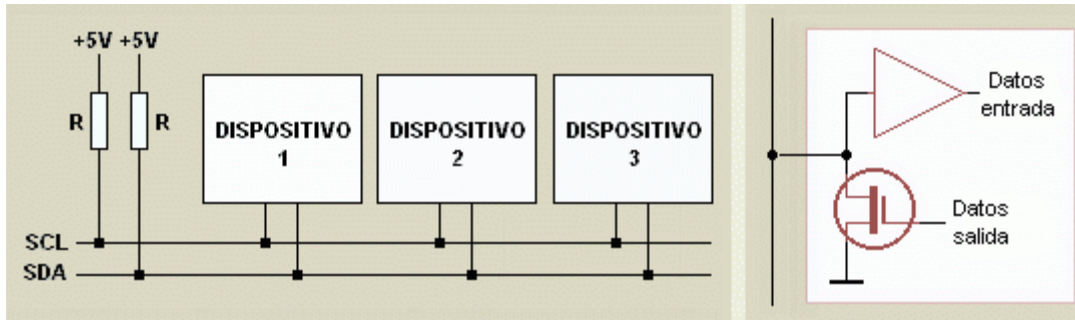 +5V +5V
R
R
DISPOSITIVO
1
DISPOSITIVO
2
DISPOSITIVO
3
SCL
SDA
Datos
entrada
Datos
salida